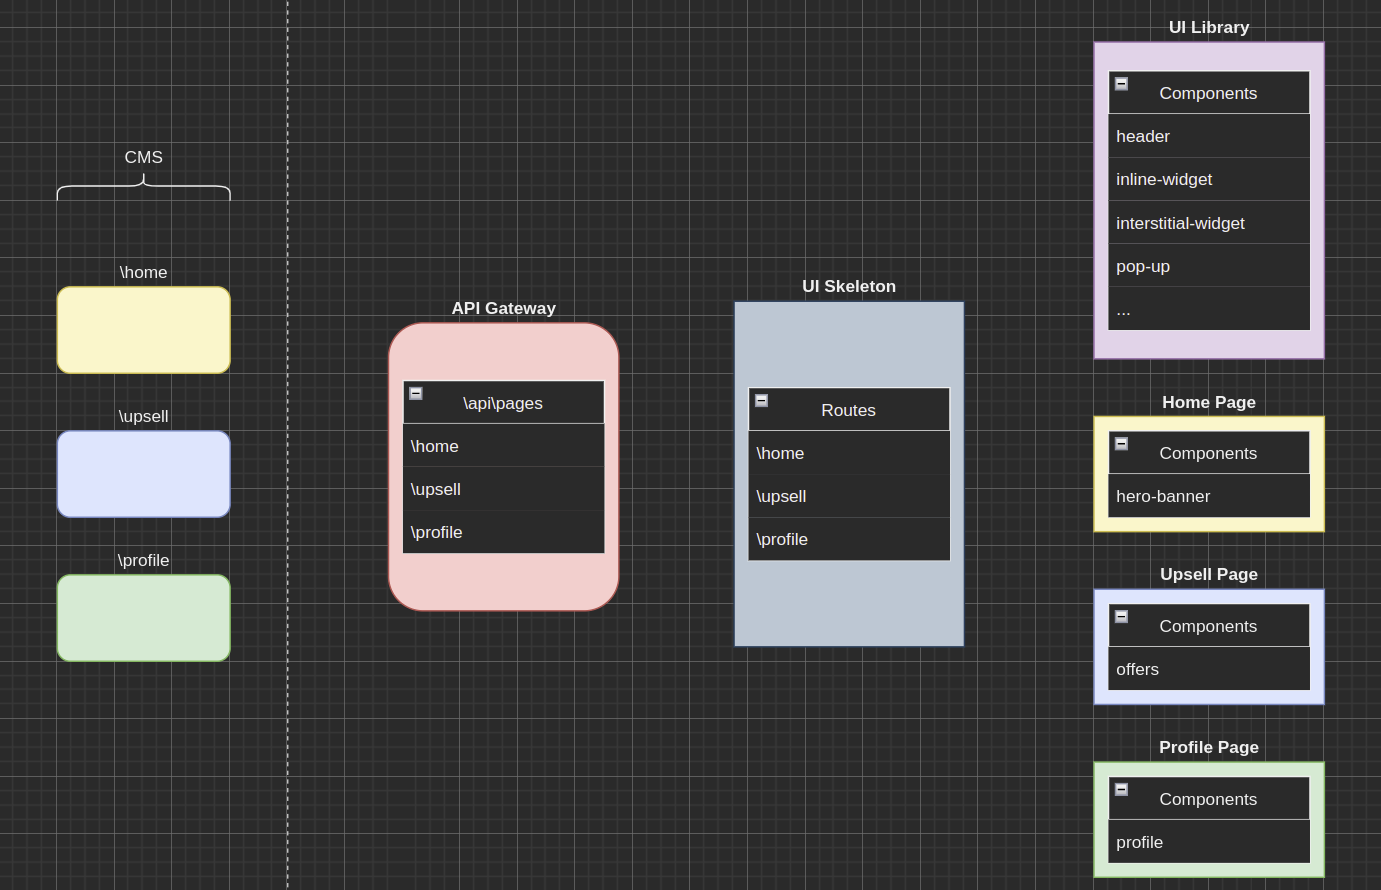 CMS
\home
\upsell
\profile
API Gateway
\api\pages
\home
\upsell
\profile
UI Skeleton
Routes
\home
\upsell
\profile
UI Library
Components
header
inline-widget
interstitial-widget
pop-up
...
Home Page
Components
hero-banner
Upsell Page
Components
offers
Profile Page
Components
profile